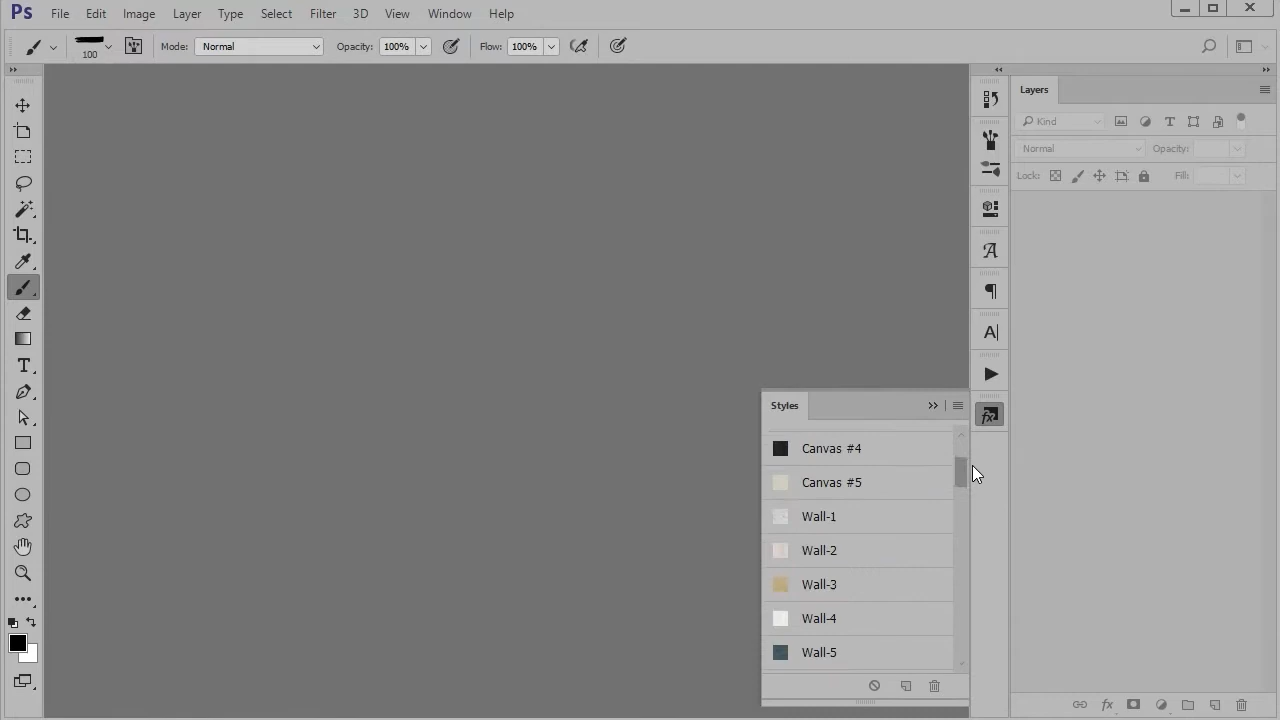 Ps File Edit Image Layer Type Select Filter 3D View Window Help
100 Mode: Normal Opacity: 100% Flow: 100%
Layers
Kind
Normal Opacity:
Lock: Fill:
Styles
Canvas #4
Canvas #5
Wall-1
Wall-2
Wall-3
Wall-4
Wall-5